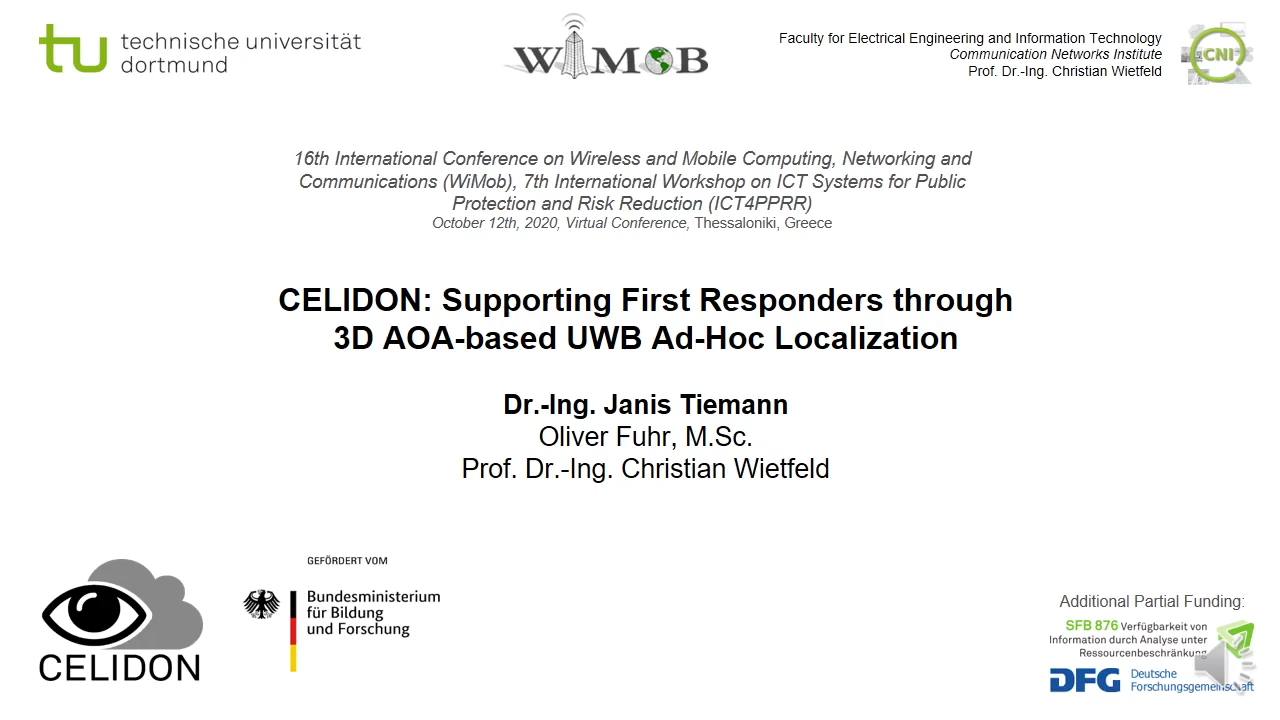 technische universität
dortmund
WiMOB
Faculty for Electrical Engineering and Information Technology
Communication Networks Institute
Prof. Dr.-Ing. Christian Wietfeld
CNI
16th International Conference on Wireless and Mobile Computing, Networking and
Communications (WiMob), 7th International Workshop on ICT Systems for Public
Protection and Risk Reduction (ICT4PPRR)
October 12th, 2020, Virtual Conference, Thessaloniki, Greece
CELIDON: Supporting First Responders through
3D AOA-based UWB Ad-Hoc Localization
Dr.-Ing. Janis Tiemann
Oliver Fuhr, M.Sc.
Prof. Dr.-Ing. Christian Wietfeld
CELIDON
GEFÖRDERT VOM
Bundesministerium
für Bildung
und Forschung
Additional Partial Funding:
SFB 876 Verfügbarkeit von
Information durch Analyse unter
Ressourcenbeschränkung
DFG Deutsche
Forschungsgemeinschaft